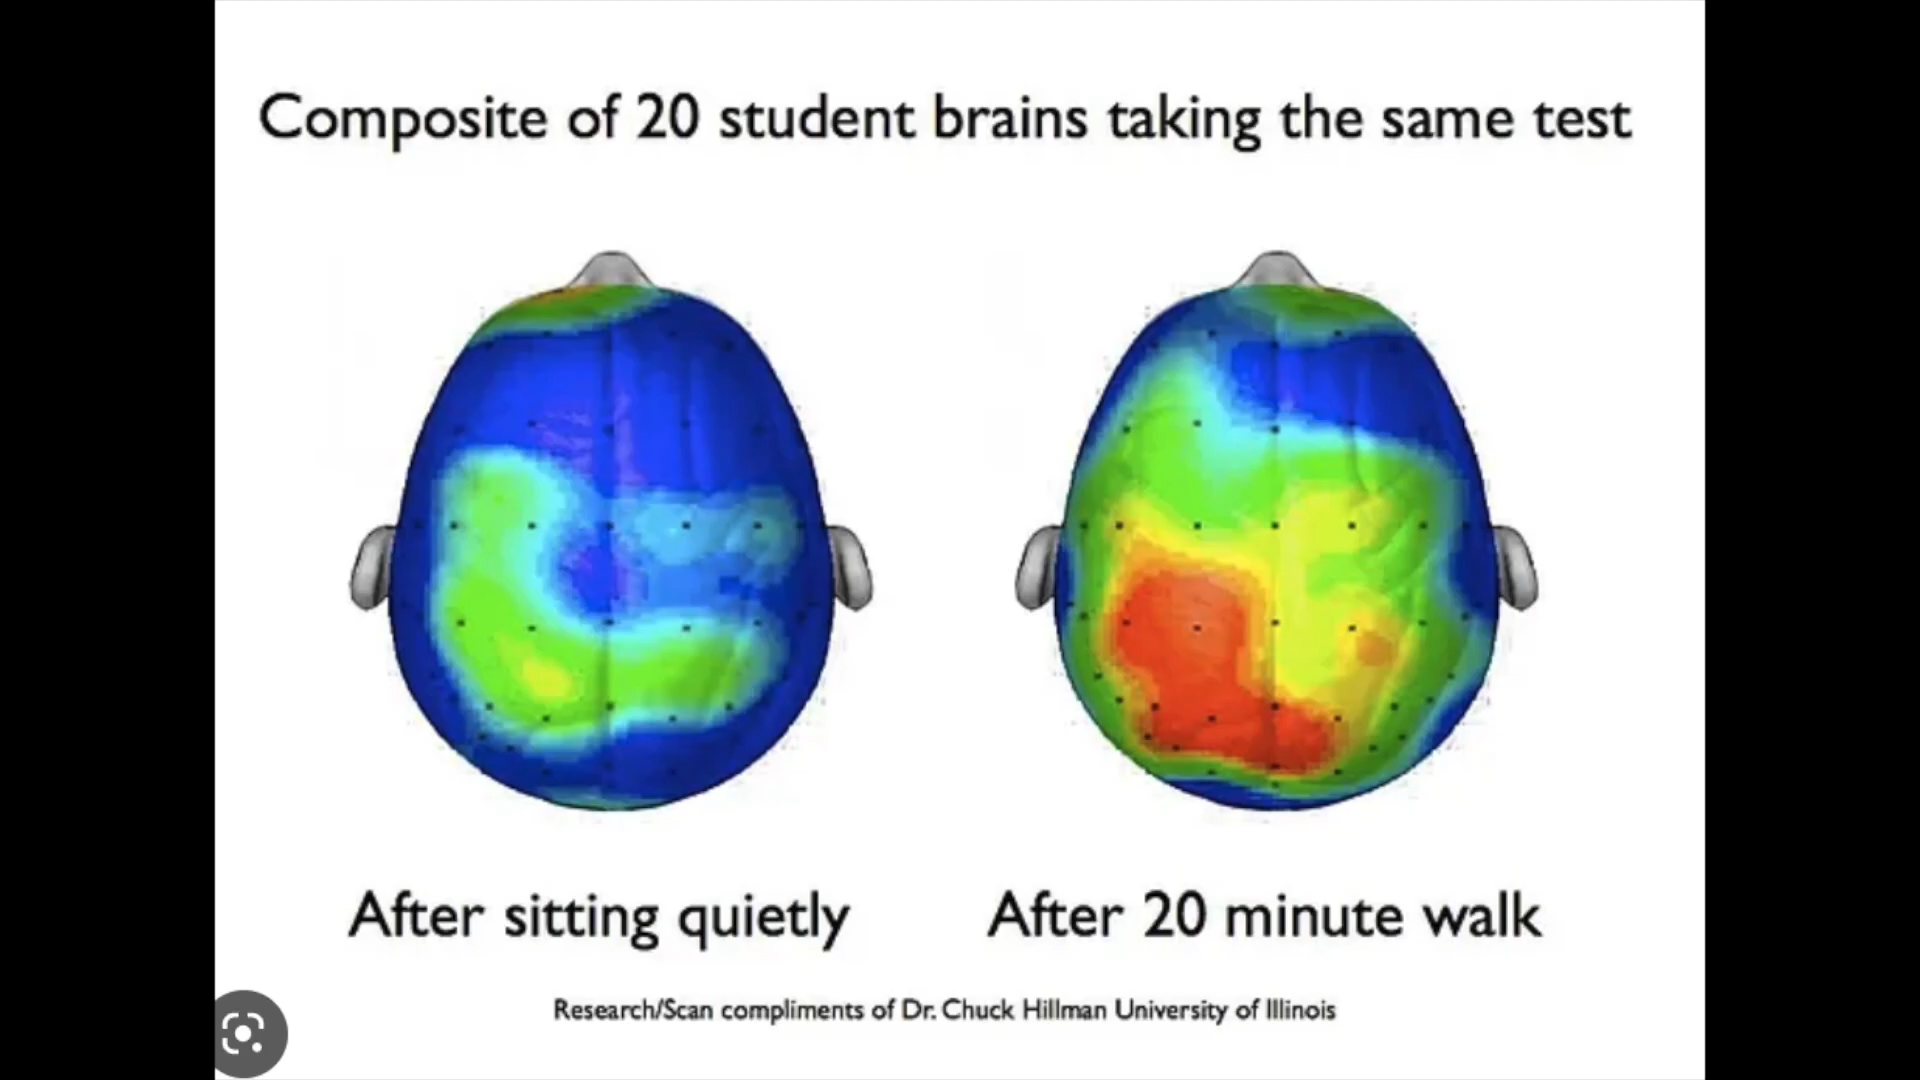 Composite of 20 student brains taking the same test
After sitting quietly
After 20 minute walk
Research/Scan compliments of Dr. Chuck Hillman University of Illinois